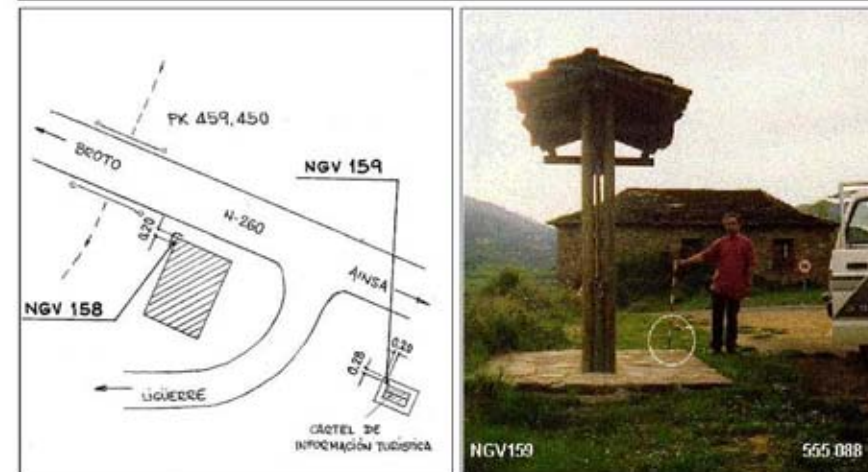 PK 459,450
BROTO
NGV 159
N-260
0.20
AINSA
NGV 158
0.28
0.20
LIGÜERRE
CARTEL DE
INFORMACIÓN TURÍSTICA
NGV159
555.088